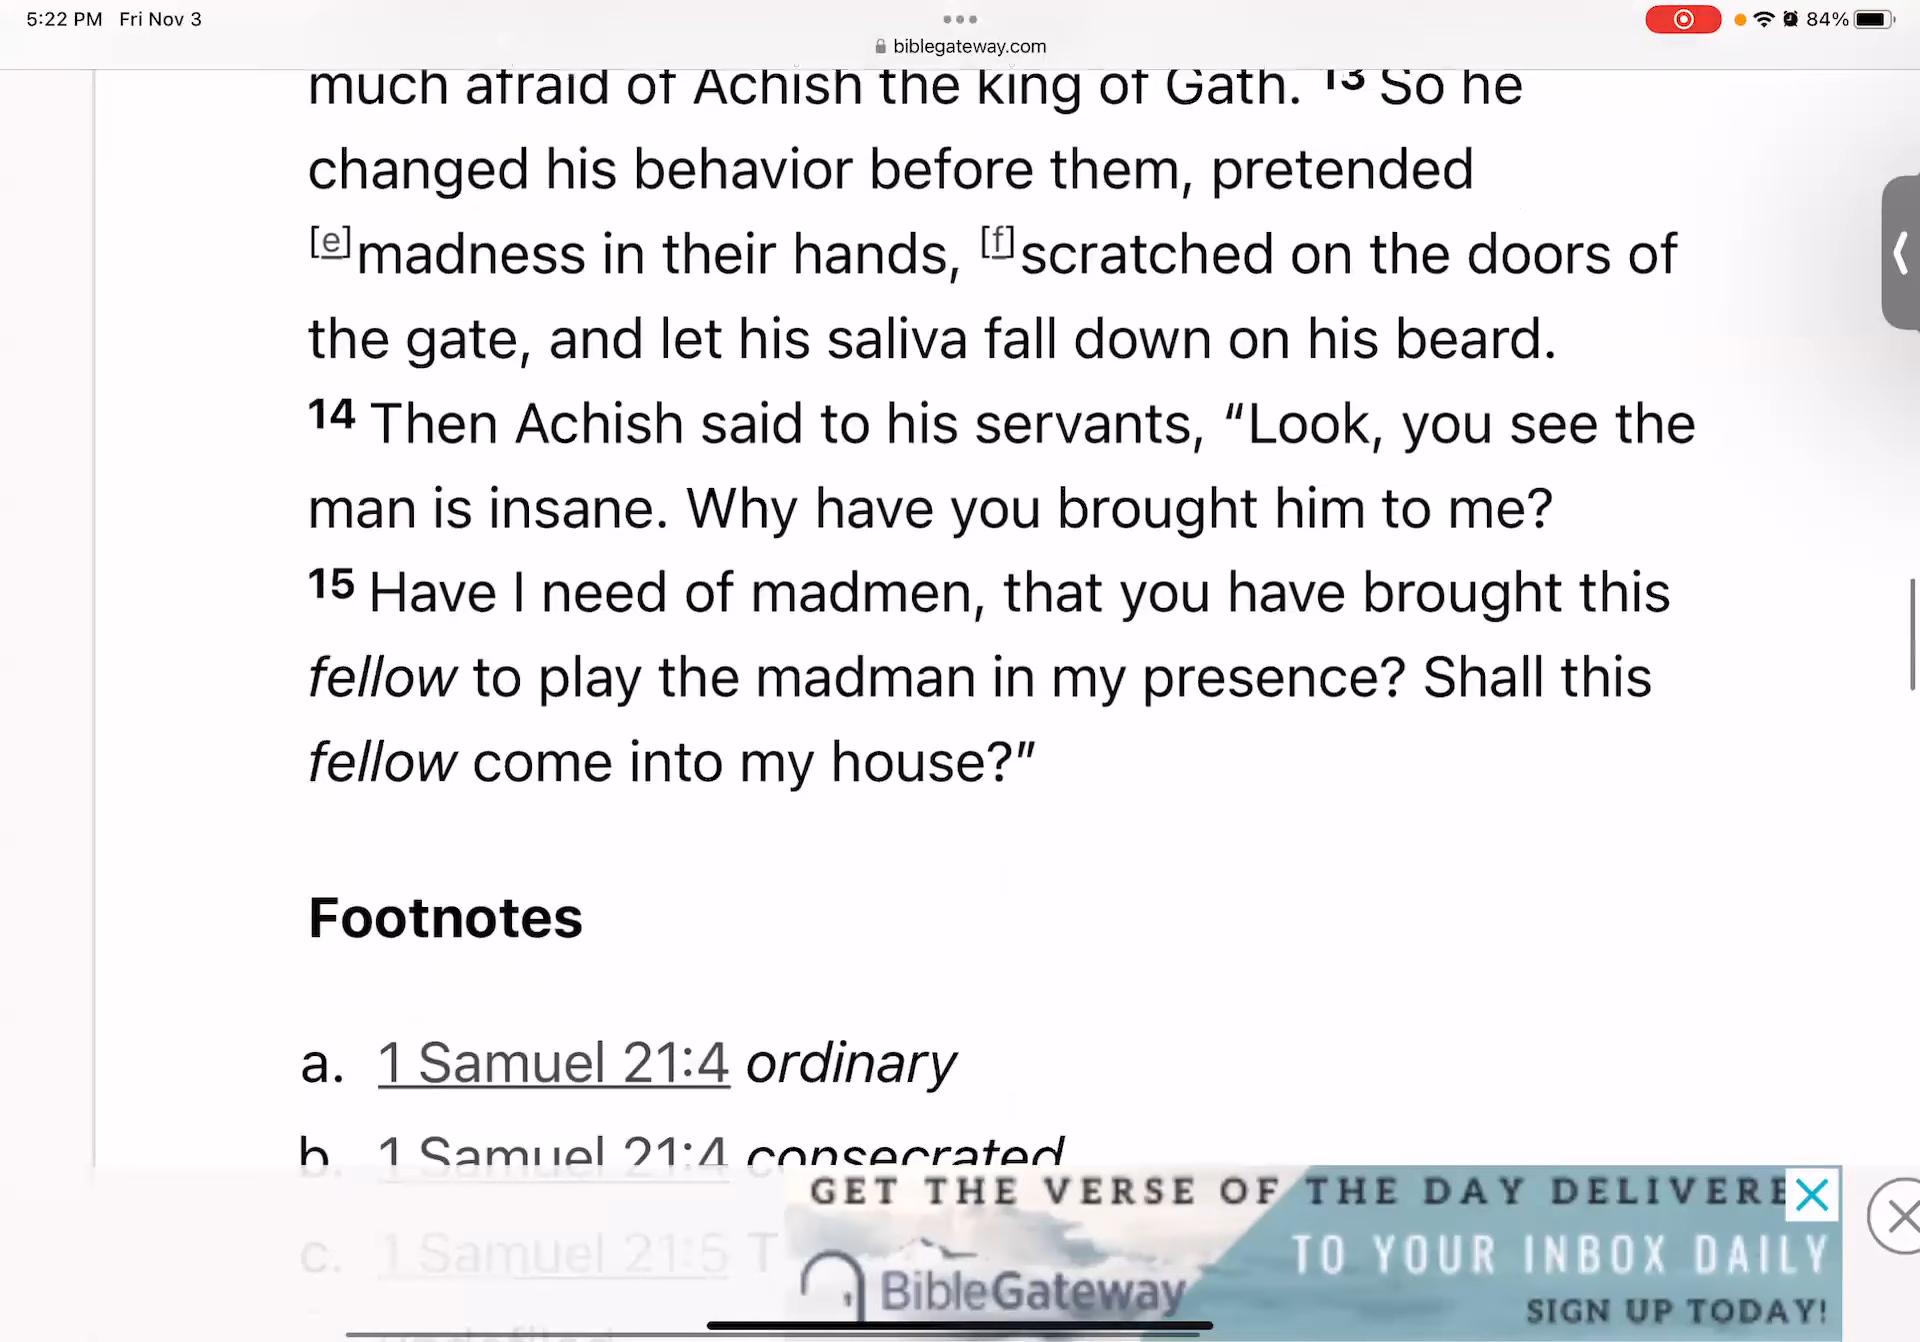 5:22 PM Fri Nov 3
84%
biblegateway.com
much afraid of Achish the king of Gath. 13 So he
changed his behavior before them, pretended
[e]madness in their hands, [f]scratched on the doors of
the gate, and let his saliva fall down on his beard.
14 Then Achish said to his servants, “Look, you see the
man is insane. Why have you brought him to me?
15 Have I need of madmen, that you have brought this
fellow to play the madman in my presence? Shall this
fellow come into my house?”
Footnotes
a. 1 Samuel 21:4 ordinary
b. 1 Samuel 21:4 consecrated
c. 1 Samuel 21:5 T
GET THE VERSE OF THE DAY DELIVERE
TO YOUR INBOX DAILY
BibleGateway
SIGN UP TODAY!